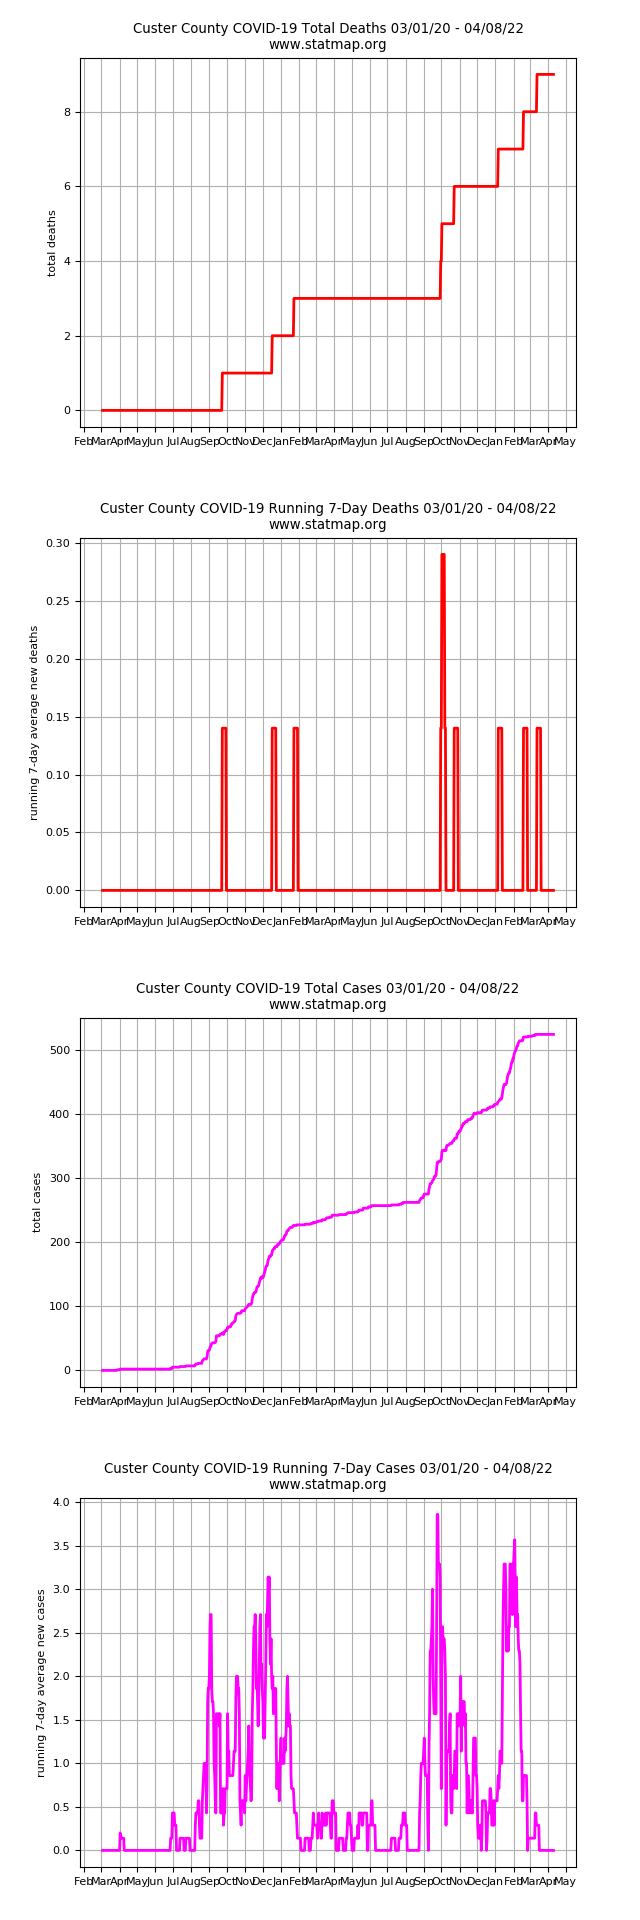 Custer County COVID-19 Total Deaths 03/01/20 - 04/08/22
www.statmap.org
total deaths
8
6
4
2
0
Feb Mar Apr May Jun Jul Aug Sep Oct Nov Dec Jan Feb Mar Apr May Jun Jul Aug Sep Oct Nov Dec Jan Feb Mar Apr May
Custer County COVID-19 Running 7-Day Deaths 03/01/20 - 04/08/22
www.statmap.org
running 7-day average new deaths
0.30
0.25
0.20
0.15
0.10
0.05
0.00
Feb Mar Apr May Jun Jul Aug Sep Oct Nov Dec Jan Feb Mar Apr May Jun Jul Aug Sep Oct Nov Dec Jan Feb Mar Apr May
Custer County COVID-19 Total Cases 03/01/20 - 04/08/22
www.statmap.org
total cases
500
400
300
200
100
0
Feb Mar Apr May Jun Jul Aug Sep Oct Nov Dec Jan Feb Mar Apr May Jun Jul Aug Sep Oct Nov Dec Jan Feb Mar Apr May
Custer County COVID-19 Running 7-Day Cases 03/01/20 - 04/08/22
www.statmap.org
running 7-day average new cases
4.0
3.5
3.0
2.5
2.0
1.5
1.0
0.5
0.0
Feb Mar Apr May Jun Jul Aug Sep Oct Nov Dec Jan Feb Mar Apr May Jun Jul Aug Sep Oct Nov Dec Jan Feb Mar Apr May